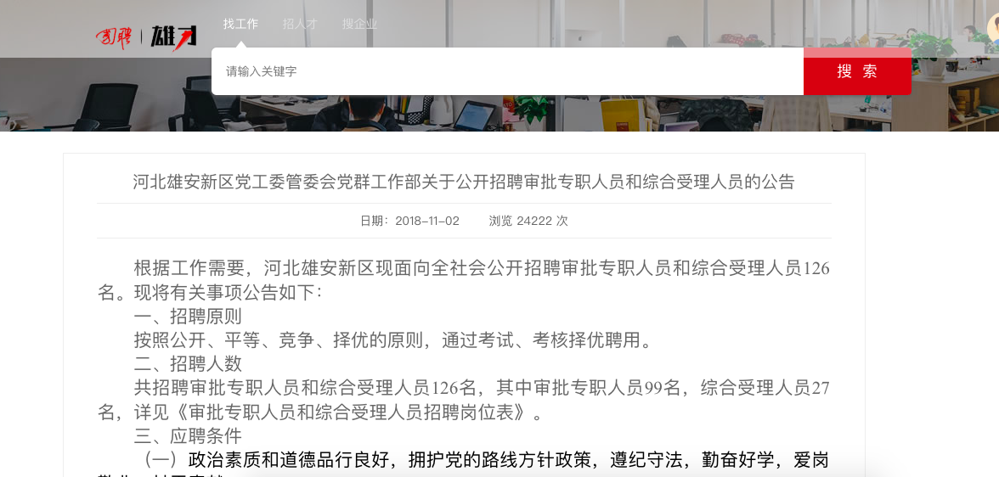 找工作 招人才 搜企业
国聘 | 雄才
请输入关键字
搜 索
河北雄安新区党工委管委会党群工作部关于公开招聘审批专职人员和综合受理人员的公告
日期：2018-11-02 浏览 24222 次
根据工作需要，河北雄安新区现面向全社会公开招聘审批专职人员和综合受理人员126
名。现将有关事项公告如下：
一、招聘原则
按照公开、平等、竞争、择优的原则，通过考试、考核择优聘用。
二、招聘人数
共招聘审批专职人员和综合受理人员126名，其中审批专职人员99名，综合受理人员27
名，详见《审批专职人员和综合受理人员招聘岗位表》。
三、应聘条件
（一）政治素质和道德品行良好，拥护党的路线方针政策，遵纪守法，勤奋好学，爱岗